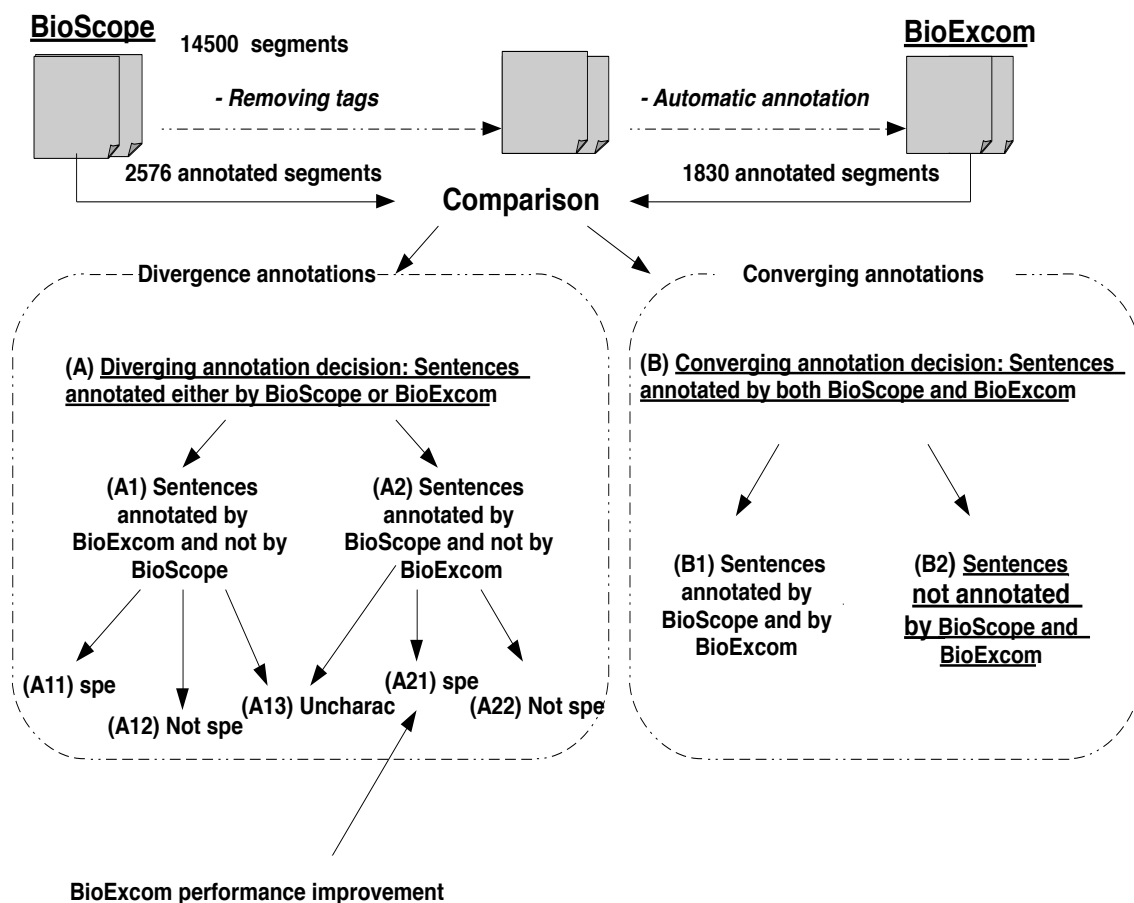 BioScope
14500 segments
BioExcom
- Removing tags
- Automatic annotation
2576 annotated segments
1830 annotated segments
Comparison
Divergence annotations
Converging annotations
(A) Diverging annotation decision: Sentences
annotated either by BioScope or BioExcom
(B) Converging annotation decision: Sentences
annotated by both BioScope and BioExcom
(A1) Sentences
annotated by
BioExcom and not by
BioScope
(A2) Sentences
annotated by
BioScope and not by
BioExcom
(B1) Sentences
annotated by
BioScope and by
BioExcom
(B2) Sentences
not annotated
by BioScope and
BioExcom
(A11) spe
(A12) Not spe
(A13) Uncharac
(A21) spe
(A22) Not spe
BioExcom performance improvement